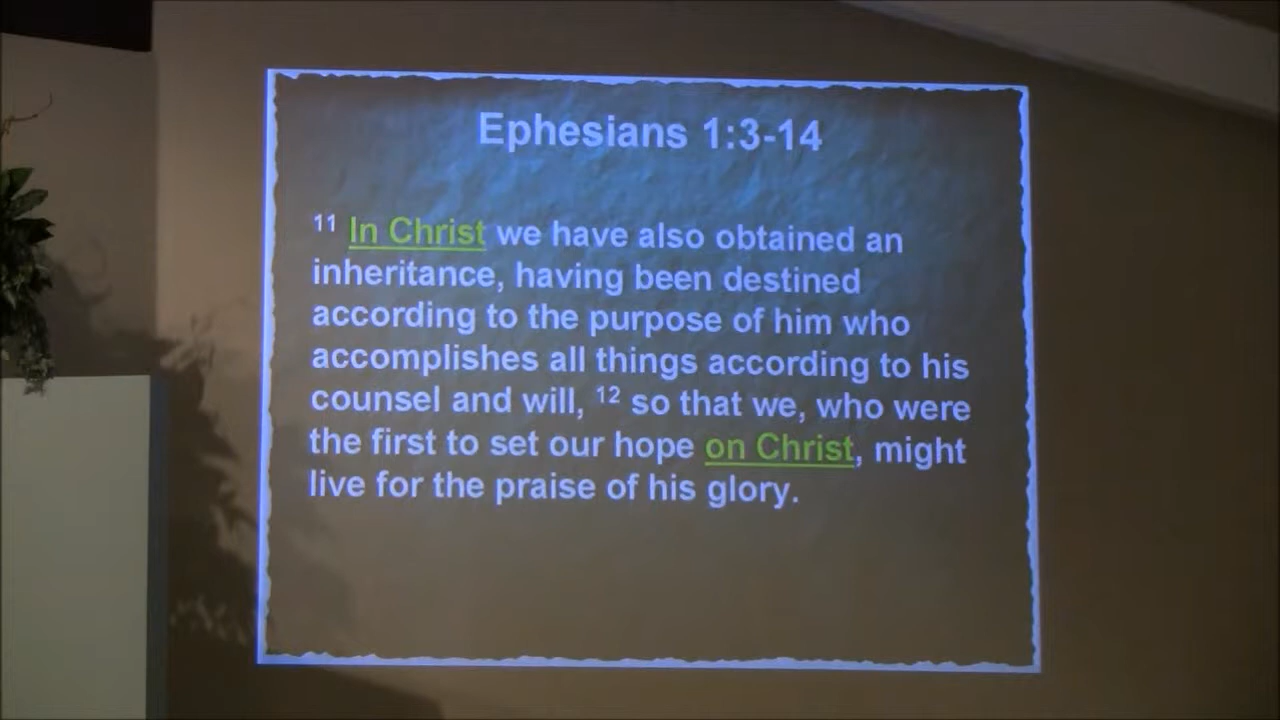 Ephesians 1:3-14
11 In Christ we have also obtained an
inheritance, having been destined
according to the purpose of him who
accomplishes all things according to his
counsel and will, 12 so that we, who were
the first to set our hope on Christ, might
live for the praise of his glory.